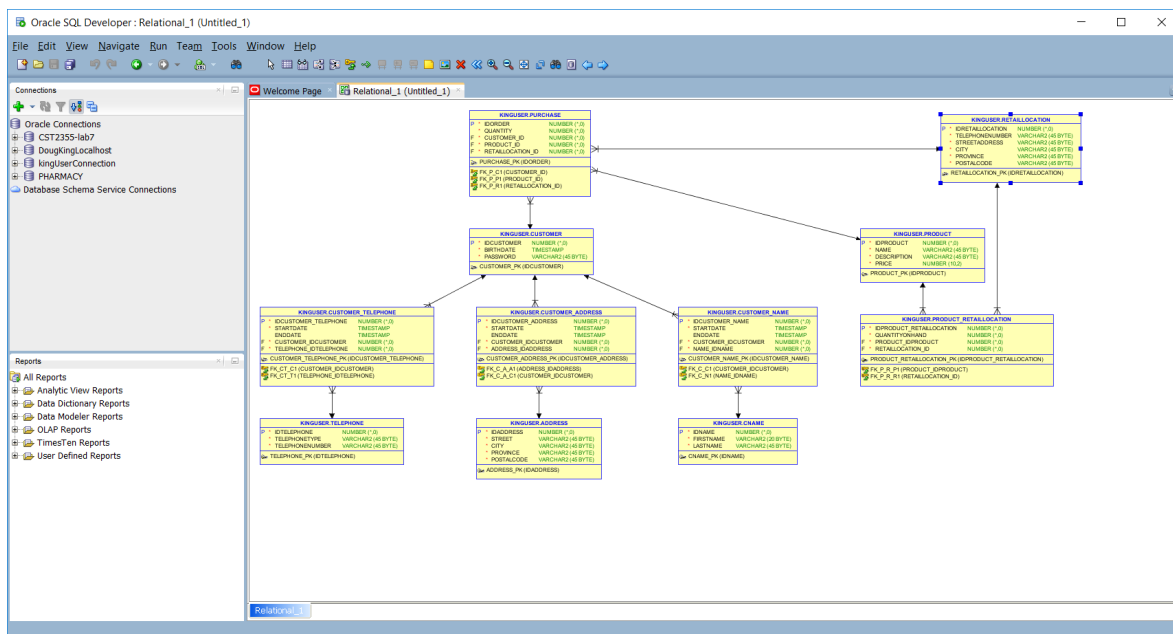 Oracle SQL Developer : Relational_1 (Untitled_1)
File Edit View Navigate Run Team Tools Window Help
Connections
Oracle Connections
CST2355-lab7
DougKingLocalhost
kingUserConnection
PHARMACY
Database Schema Service Connections
Reports
All Reports
Analytic View Reports
Data Dictionary Reports
Data Modeler Reports
OLAP Reports
TimesTen Reports
User Defined Reports
Welcome Page
Relational_1 (Untitled_1)
KINGUSER.PURCHASE
P * IDORDER NUMBER (*,0)
* QUANTITY NUMBER (*,0)
F * CUSTOMER_ID NUMBER (*,0)
F * PRODUCT_ID NUMBER (*,0)
F * RETAILLOCATION_ID NUMBER (*,0)
PURCHASE_PK (IDORDER)
FK_P_C1 (CUSTOMER_ID)
FK_P_P1 (PRODUCT_ID)
FK_P_R1 (RETAILLOCATION_ID)
KINGUSER.RETAILLOCATION
P * IDRETAILLOCATION NUMBER (*,0)
* TELEPHONENUMBER VARCHAR2 (45 BYTE)
* STREETADDRESS VARCHAR2 (45 BYTE)
* CITY VARCHAR2 (45 BYTE)
* PROVINCE VARCHAR2 (45 BYTE)
* POSTALCODE VARCHAR2 (45 BYTE)
RETAILLOCATION_PK (IDRETAILLOCATION)
KINGUSER.CUSTOMER
P * IDCUSTOMER NUMBER (*,0)
* BIRTHDATE TIMESTAMP
* PASSWORD VARCHAR2 (45 BYTE)
CUSTOMER_PK (IDCUSTOMER)
KINGUSER.PRODUCT
P * IDPRODUCT NUMBER (*,0)
* NAME VARCHAR2 (45 BYTE)
* DESCRIPTION VARCHAR2 (45 BYTE)
* PRICE NUMBER (10,2)
PRODUCT_PK (IDPRODUCT)
KINGUSER.CUSTOMER_TELEPHONE
P * IDCUSTOMER_TELEPHONE NUMBER (*,0)
* STARTDATE TIMESTAMP
ENDDATE TIMESTAMP
F * CUSTOMER_IDCUSTOMER NUMBER (*,0)
F * TELEPHONE_IDTELEPHONE NUMBER (*,0)
CUSTOMER_TELEPHONE_PK (IDCUSTOMER_TELEPHONE)
FK_CT_C1 (CUSTOMER_IDCUSTOMER)
FK_CT_T1 (TELEPHONE_IDTELEPHONE)
KINGUSER.CUSTOMER_ADDRESS
P * IDCUSTOMER_ADDRESS NUMBER (*,0)
* STARTDATE TIMESTAMP
ENDDATE TIMESTAMP
F * CUSTOMER_IDCUSTOMER NUMBER (*,0)
F * ADDRESS_IDADDRESS NUMBER (*,0)
CUSTOMER_ADDRESS_PK (IDCUSTOMER_ADDRESS)
FK_C_A_A1 (ADDRESS_IDADDRESS)
FK_C_A_C1 (CUSTOMER_IDCUSTOMER)
KINGUSER.CUSTOMER_NAME
P * IDCUSTOMER_NAME NUMBER (*,0)
* STARTDATE TIMESTAMP
ENDDATE TIMESTAMP
F * CUSTOMER_IDCUSTOMER NUMBER (*,0)
F * NAME_IDNAME NUMBER (*,0)
CUSTOMER_NAME_PK (IDCUSTOMER_NAME)
FK_C_C1 (CUSTOMER_IDCUSTOMER)
FK_C_N1 (NAME_IDNAME)
KINGUSER.PRODUCT_RETAILLOCATION
P * IDPRODUCT_RETAILLOCATION NUMBER (*,0)
* QUANTITYONHAND NUMBER (*,0)
F * PRODUCT_IDPRODUCT NUMBER (*,0)
F * RETAILLOCATION_ID NUMBER (*,0)
PRODUCT_RETAILLOCATION_PK (IDPRODUCT_RETAILLOCATION)
FK_P_R_P1 (PRODUCT_IDPRODUCT)
FK_P_R_R1 (RETAILLOCATION_ID)
KINGUSER.TELEPHONE
P * IDTELEPHONE NUMBER (*,0)
* TELEPHONETYPE VARCHAR2 (45 BYTE)
* TELEPHONENUMBER VARCHAR2 (45 BYTE)
TELEPHONE_PK (IDTELEPHONE)
KINGUSER.ADDRESS
P * IDADDRESS NUMBER (*,0)
* STREET VARCHAR2 (45 BYTE)
* CITY VARCHAR2 (45 BYTE)
* PROVINCE VARCHAR2 (45 BYTE)
* POSTALCODE VARCHAR2 (45 BYTE)
ADDRESS_PK (IDADDRESS)
KINGUSER.CNAME
P * IDNAME NUMBER (*,0)
* FIRSTNAME VARCHAR2 (20 BYTE)
* LASTNAME VARCHAR2 (45 BYTE)
CNAME_PK (IDNAME)
Relational_1